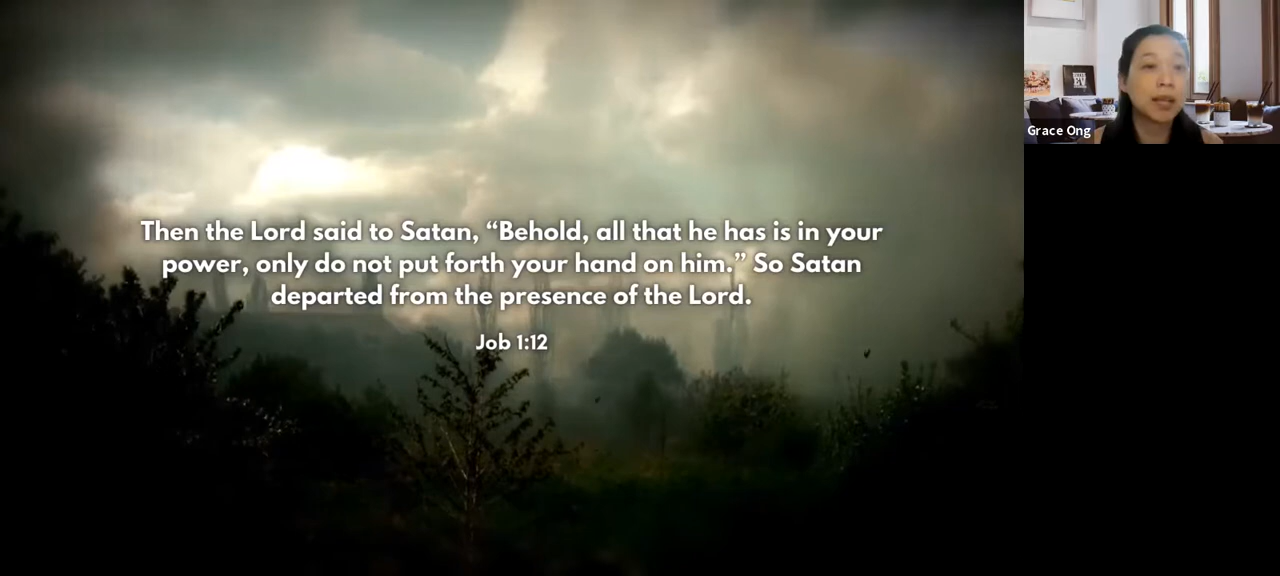 Then the Lord said to Satan, “Behold, all that he has is in your
power, only do not put forth your hand on him.” So Satan
departed from the presence of the Lord.
Job 1:12
Grace Ong